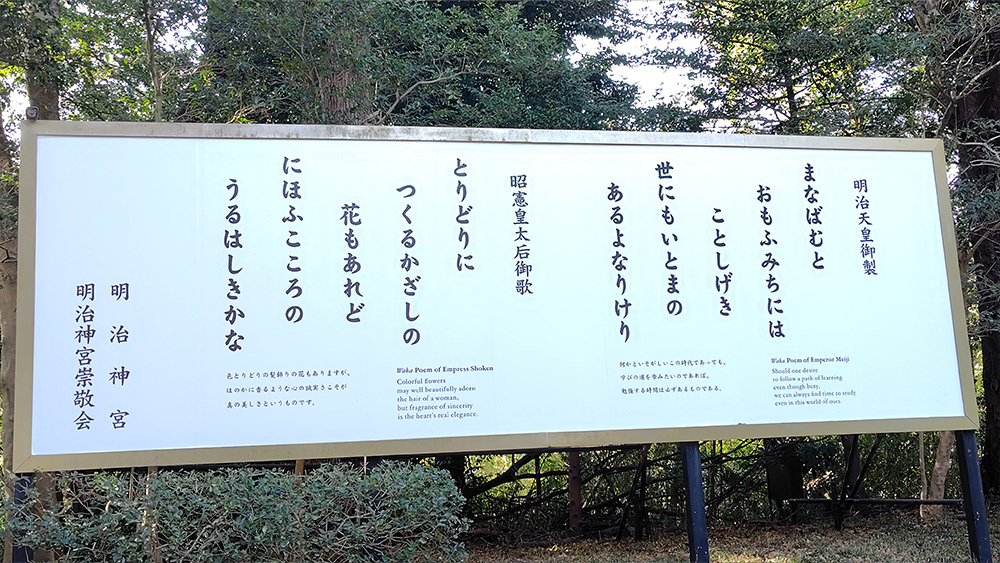 明治天皇御製
まなばむと
おもふみちには
ことしげき
世にもいとまの
あるよなりけり
何かといそがしいこの時代であっても、
学びの道を歩みたいのであれば、
勉強する時間は必ずあるものである。
Waka Poem of Emperor Meiji
Should one desire
to follow a path of learning
even though busy,
we can always find time to study
even in this world of ours.
昭憲皇太后御歌
とりどりに
つくるかざしの
花もあれど
にほふこころの
うるはしきかな
色とりどりの髪飾りの花もありますが、
ほのかに香るような心の誠実さこそが
真の美しさというものです。
Waka Poem of Empress Shoken
Colorful flowers
may well beautifully adorn
the hair of a woman,
but fragrance of sincerity
is the heart's real elegance.
明治神宮
明治神宮崇敬会